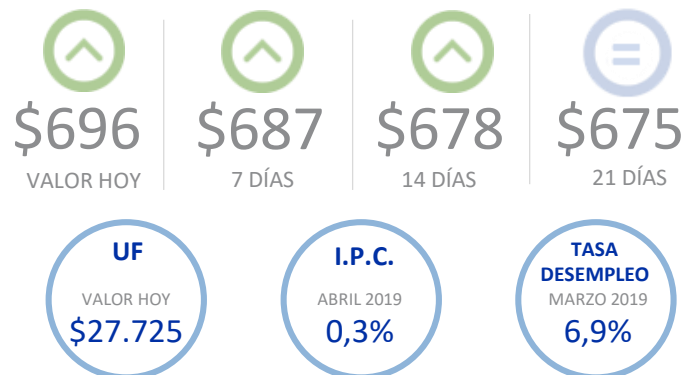 $696
$687
$678
$675
VALOR HOY
7 DÍAS
14 DÍAS
21 DÍAS
UF
VALOR HOY
$27.725
I.P.C.
ABRIL 2019
0,3%
TASA
DESEMPLEO
MARZO 2019
6,9%